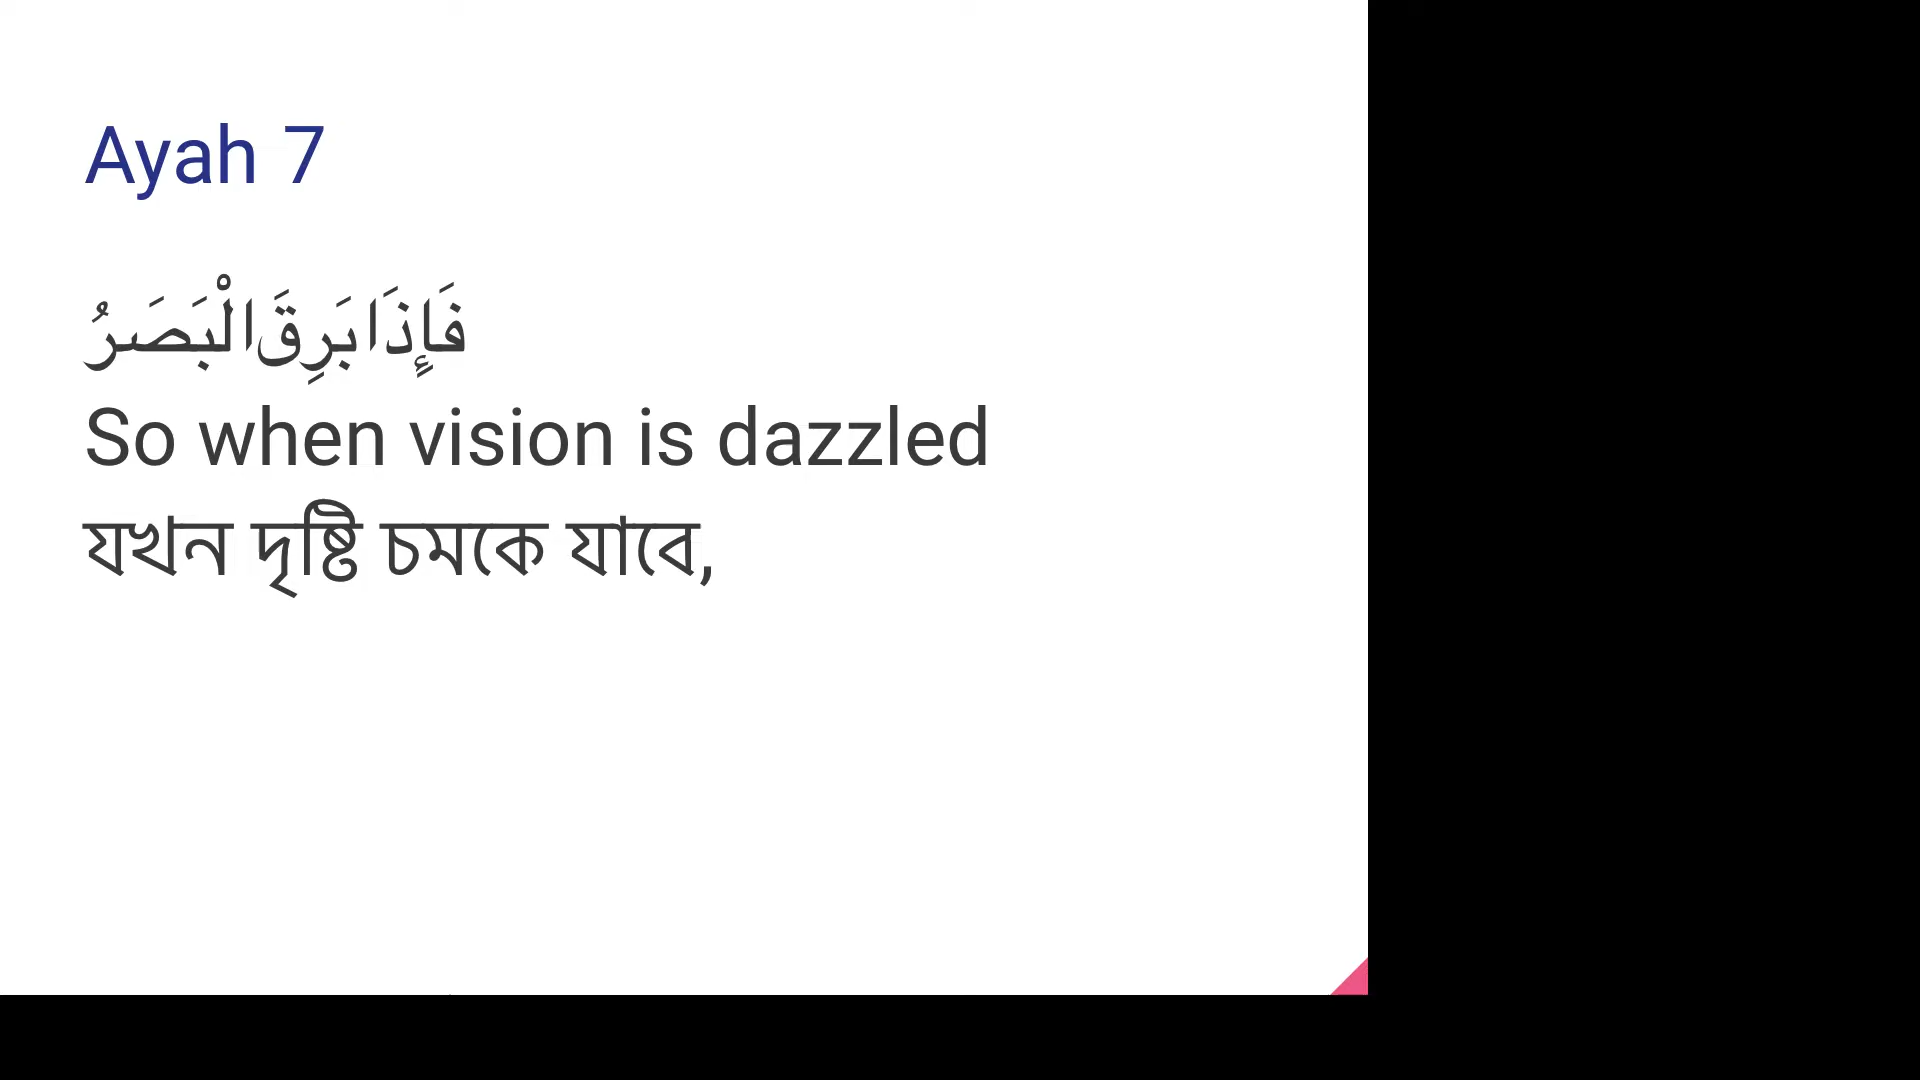 Ayah 7
فَإِذَا بَرِقَ الْبَصَرُ
So when vision is dazzled
যখন দৃষ্টি চমকে যাবে,